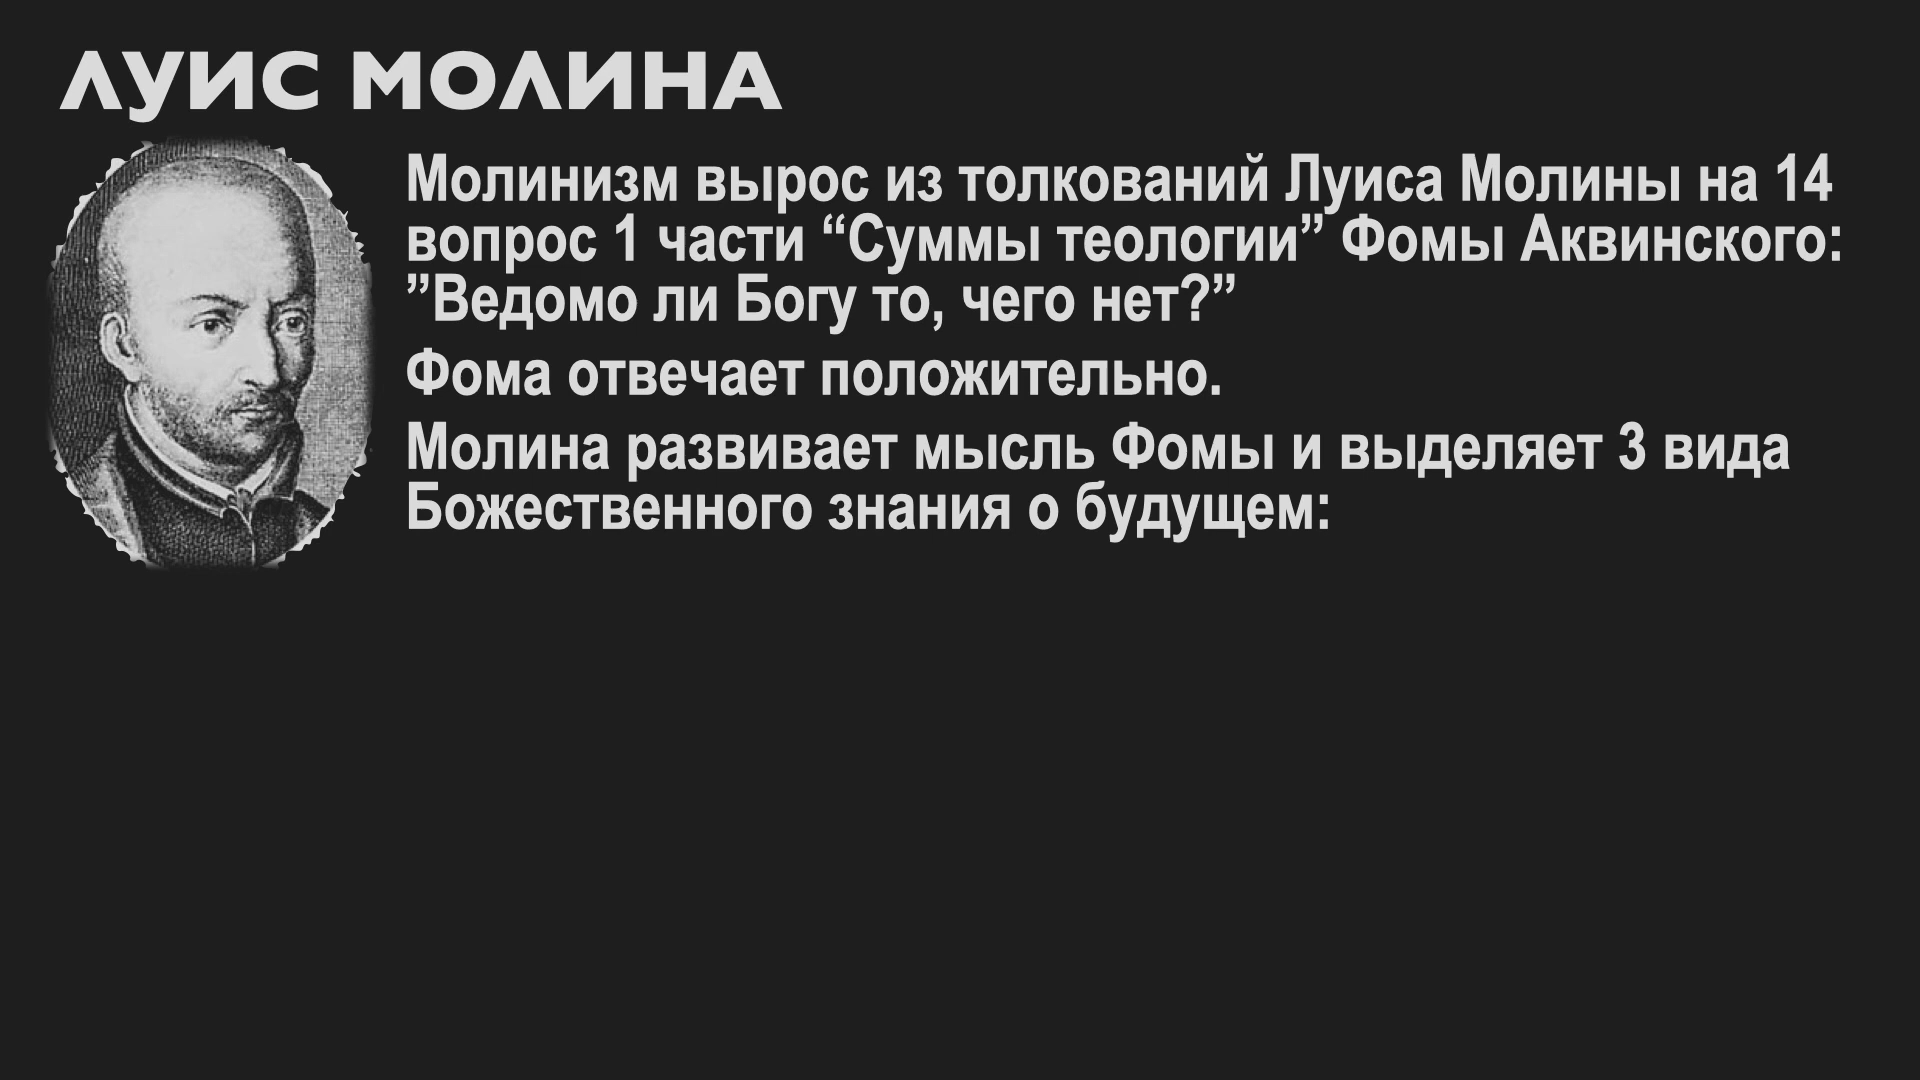 ЛУИС МОЛИНА
Молинизм вырос из толкований Луиса Молины на 14
вопрос 1 части “Суммы теологии” Фомы Аквинского:
”Ведомо ли Богу то, чего нет?”
Фома отвечает положительно.
Молина развивает мысль Фомы и выделяет 3 вида
Божественного знания о будущем: